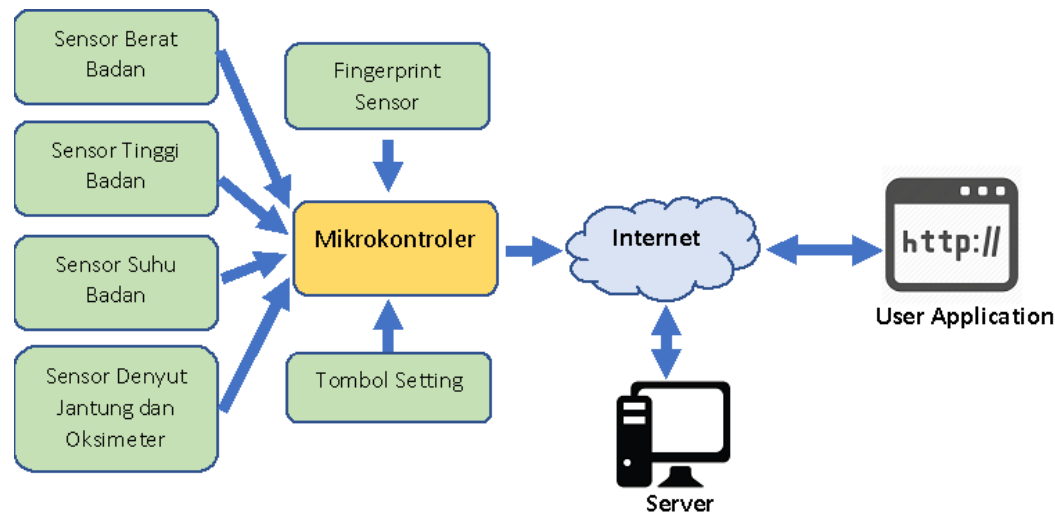 Sensor Berat
Badan
Fingerprint
Sensor
Sensor Tinggi
Badan
Mikrokontroler
Internet
http://
User Application
Sensor Suhu
Badan
Sensor Denyut
Jantung dan
Oksimeter
Tombol Setting
Server